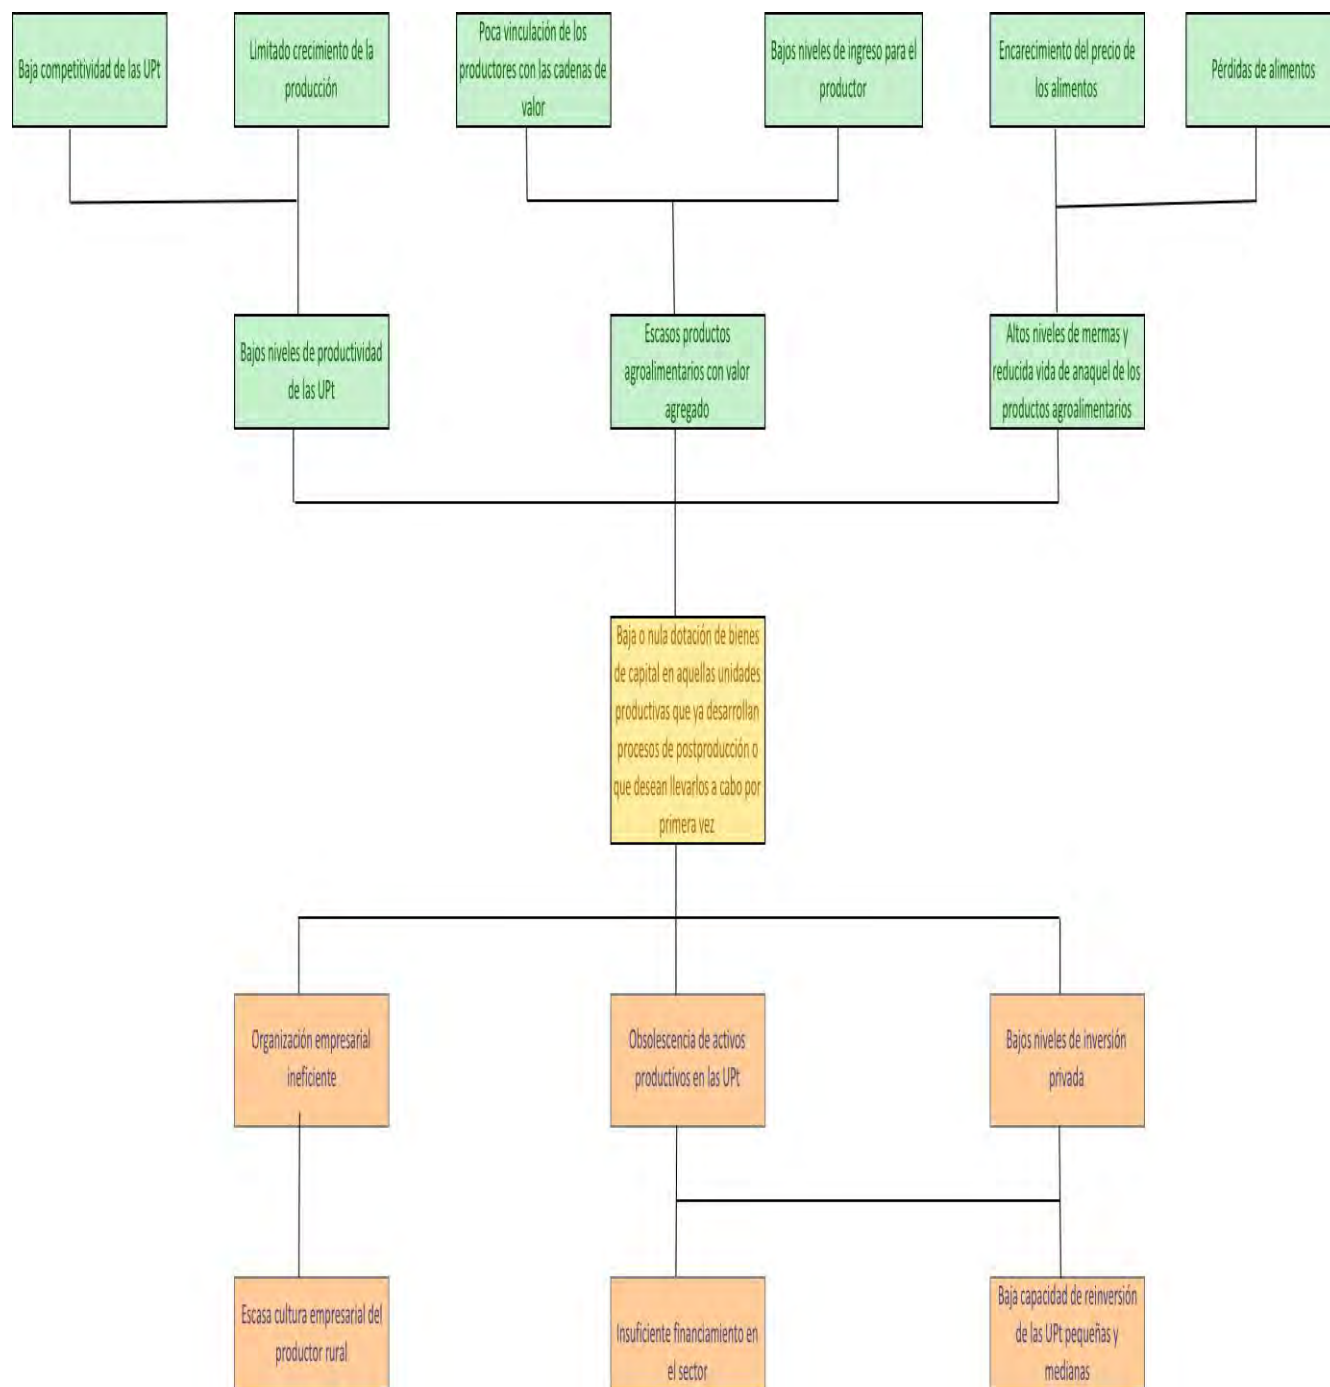 Baja competitividad de las UPt
Limitado crecimiento de la
producción
Poca vinculación de los
productores con las cadenas de
valor
Bajos niveles de ingreso para el
productor
Encarecimiento del precio de
los alimentos
Pérdidas de alimentos
Bajos niveles de productividad
de las UPt
Escasos productos
agroalimentarios con valor
agregado
Altos niveles de mermas y
reducida vida de anaquel de los
productos agroalimentarios
Baja o nula dotación de bienes
de capital en aquellas unidades
productivas que ya desarrollan
procesos de postproducción o
que desean llevarlos a cabo por
primera vez
Organización empresarial
ineficiente
Obsolescencia de activos
productivos en las UPt
Bajos niveles de inversión
privada
Escasa cultura empresarial del
productor rural
Insuficiente financiamiento en
el sector
Baja capacidad de reinversión
de las UPt pequeñas y
medianas